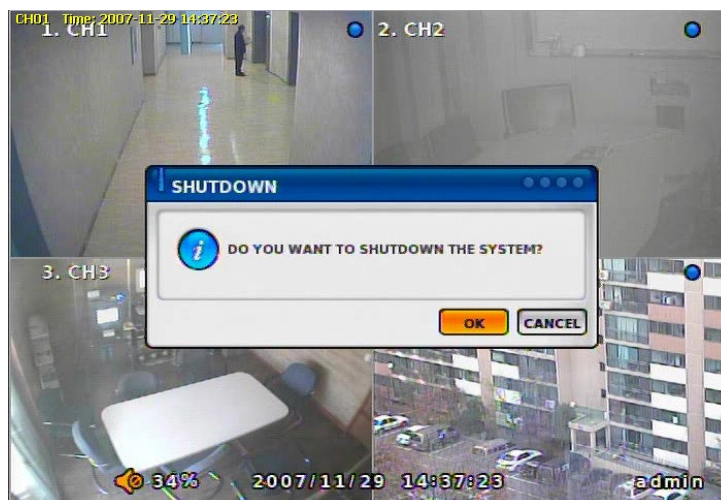 CH01 Time: 2007-11-29 14:37:23
1. CH1
2. CH2
SHUTDOWN
DO YOU WANT TO SHUTDOWN THE SYSTEM?
OK
CANCEL
3. CH3
34%
2007/11/29 14:37:23
admin